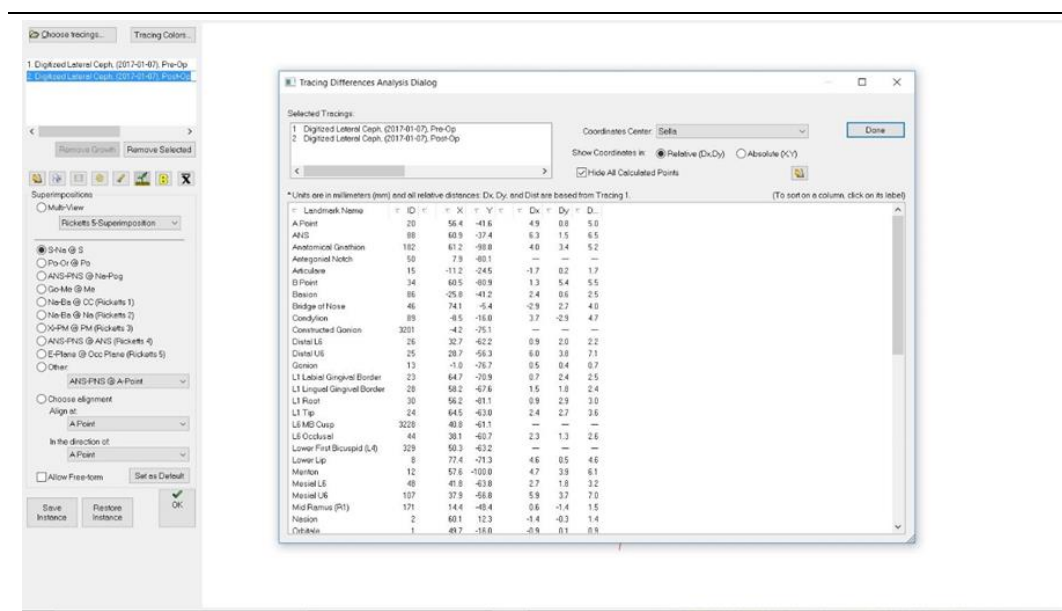 Choose tracings... Tracing Colors...
1 Digitized Lateral Ceph, (2017-01-07), Pre-Op
2 Digitized Lateral Ceph, (2017-01-07), Post-Op
Remove Growth Remove Selected
Superimpositions
Multi-View
Ricketts 5-Superimposition
S-Na @ S
Po-Or @ Po
ANS-PNS @ Na-Pog
Go-Me @ Me
Na-Ba @ CC (Ricketts 1)
Na-Ba @ Na (Ricketts 2)
Xi-PM @ PM (Ricketts 3)
ANS-PNS @ ANS (Ricketts 4)
E-Plane @ Occ Plane (Ricketts 5)
Other
ANS-PNS @ A-Point
Choose alignment
Align at:
A Point
In the direction of:
A Point
Allow Free-form Set as Default
Save Instance Restore Instance OK
Tracing Differences Analysis Dialog
Selected Tracings:
1 Digitized Lateral Ceph, (2017-01-07), Pre-Op
2 Digitized Lateral Ceph, (2017-01-07), Post-Op
Coordinates Center: Sella Done
Show Coordinates in: Relative (Dx,Dy) Absolute (X,Y)
Hide All Calculated Points
*Units are in millimeters (mm) and all relative distances: Dx, Dy, and Dist are based from Tracing 1. (To sort on a column, click on its label)
Landmark Name ID X Y Dx Dy D...
A Point 20 56.4 -41.6 4.9 0.8 5.0
ANS 88 60.9 -37.4 6.3 1.5 6.5
Anatomical Gnathion 182 61.2 -98.8 4.0 3.4 5.2
Antegonial Notch 50 7.9 -80.1 — — —
Articulare 15 -11.2 -24.5 -1.7 0.2 1.7
B Point 34 60.5 -80.9 1.3 5.4 5.5
Basion 86 -25.8 -41.2 2.4 0.6 2.5
Bridge of Nose 46 74.1 -5.4 -2.9 2.7 4.0
Condylion 89 -8.5 -16.0 3.7 -2.9 4.7
Constructed Gonion 3201 -4.2 -75.1 — — —
Distal L6 26 32.7 -62.2 0.9 2.0 2.2
Distal U6 25 28.7 -56.3 6.0 3.8 7.1
Gonion 13 -1.0 -76.7 0.5 0.4 0.7
L1 Labial Gingival Border 23 64.7 -70.9 0.7 2.4 2.5
L1 Lingual Gingival Border 28 58.2 -67.6 1.5 1.8 2.4
L1 Root 30 56.2 -81.1 0.9 2.9 3.0
L1 Tip 24 64.5 -63.0 2.4 2.7 3.6
L6 MB Cusp 3228 40.8 -61.1 — — —
L6 Occlusal 44 38.1 -60.7 2.3 1.3 2.6
Lower First Bicuspid (L4) 329 50.3 -63.2 — — —
Lower Lip 8 77.4 -71.3 4.6 0.5 4.6
Menton 12 57.6 -100.0 4.7 3.9 6.1
Mesial L6 48 41.8 -63.8 2.7 1.8 3.2
Mesial U6 107 37.9 -56.8 5.9 3.7 7.0
Mid Ramus (R1) 171 14.4 -48.4 0.6 -1.4 1.5
Nasion 2 60.1 12.3 -1.4 -0.3 1.4
Orbitale 1 49.7 -16.0 -0.9 0.1 0.9